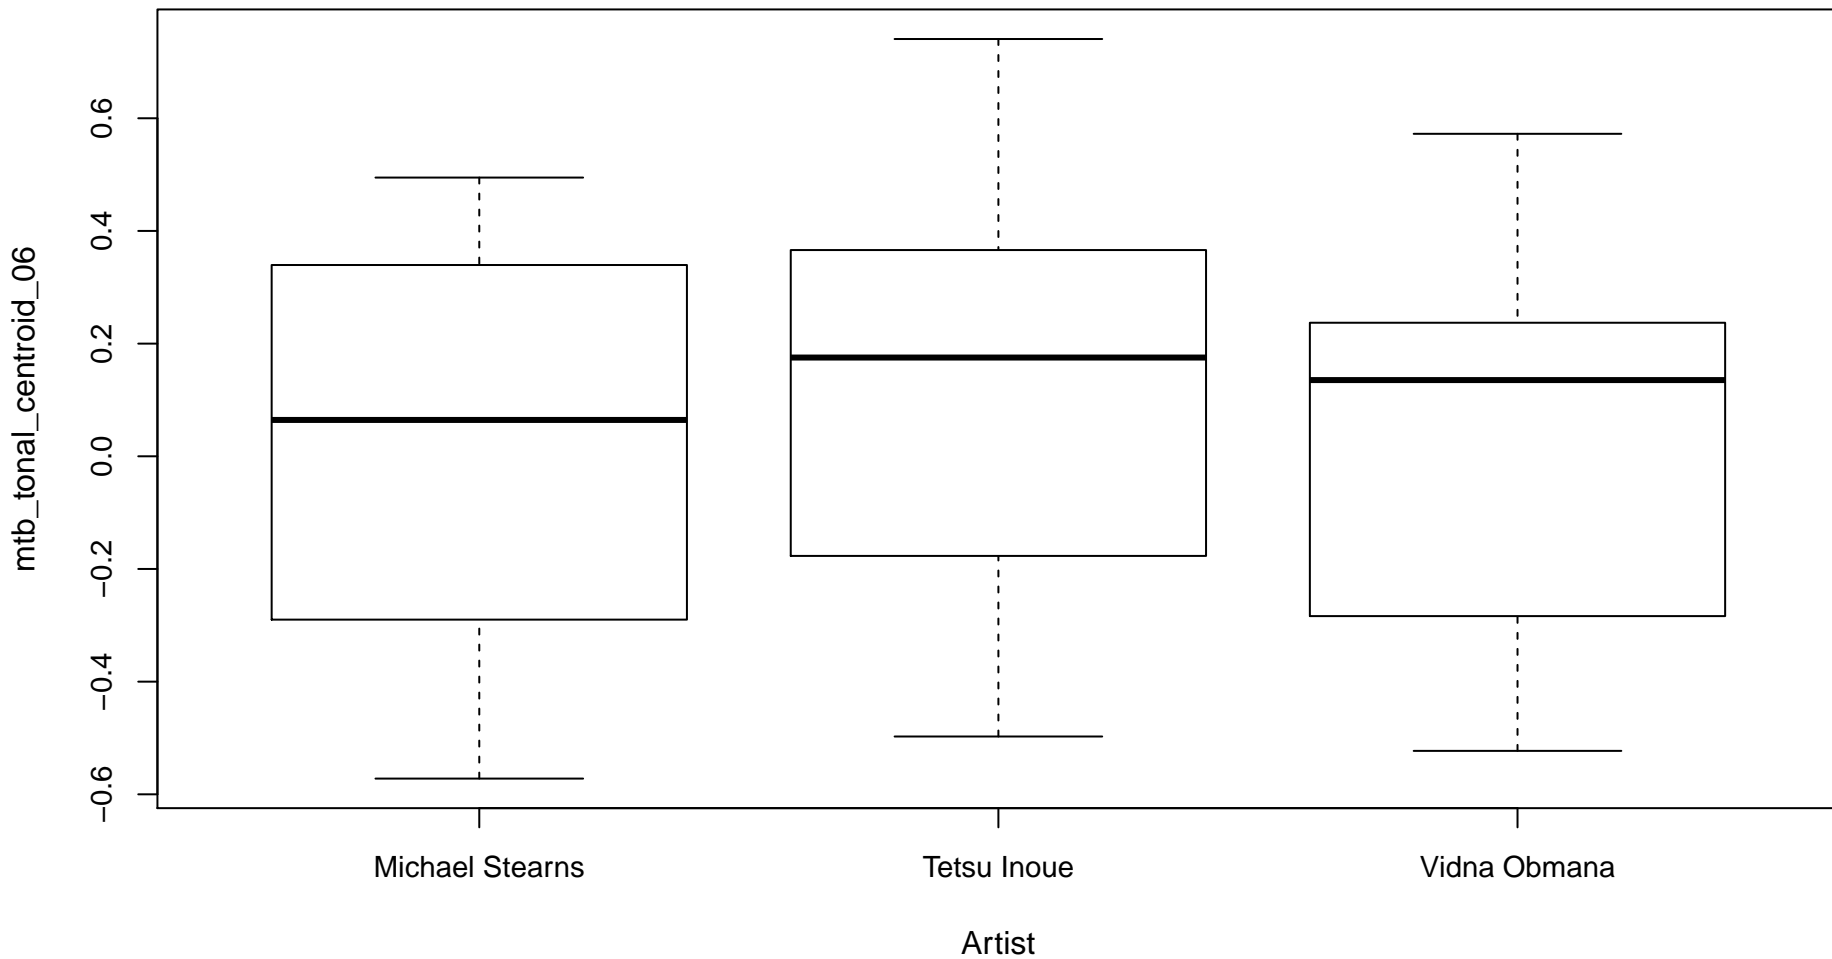 mtb_tonal_centroid_06
0.6
0.4
0.2
0.0
−0.2
−0.4
−0.6
Michael Stearns
Tetsu Inoue
Vidna Obmana
Artist